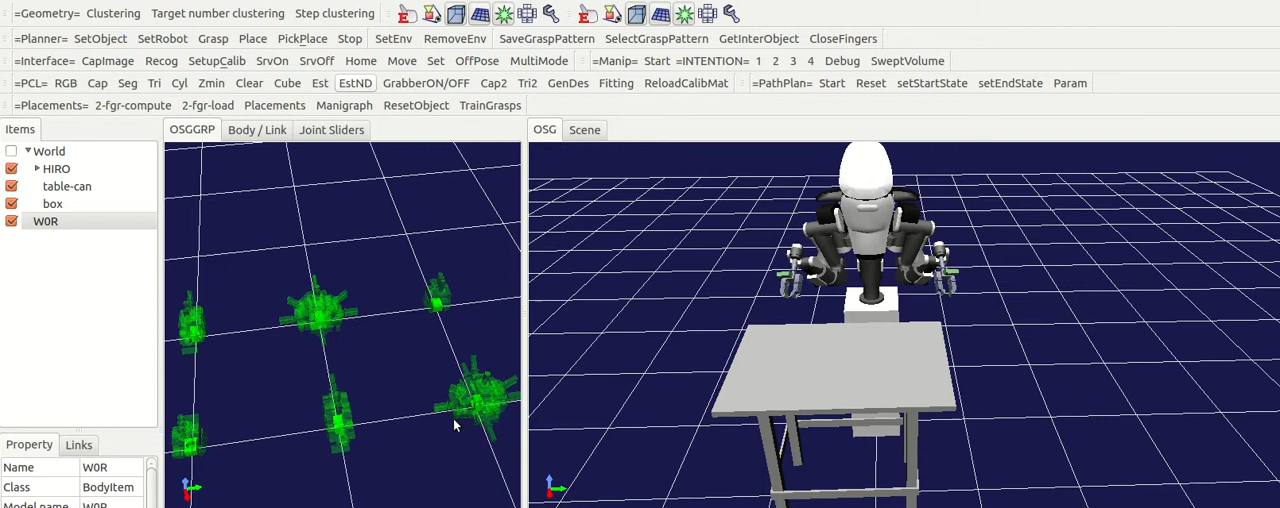 =Geometry= Clustering Target number clustering Step clustering
=Planner= SetObject SetRobot Grasp Place PickPlace Stop SetEnv RemoveEnv SaveGraspPattern SelectGraspPattern GetInterObject CloseFingers
=Interface= CapImage Recog SetupCalib SrvOn SrvOff Home Move Set OffPose MultiMode =Manip= Start =INTENTION= 1 2 3 4 Debug SweptVolume
=PCL= RGB Cap Seg Tri Cyl Zmin Clear Cube Est EstND GrabberON/OFF Cap2 Tri2 GenDes Fitting ReloadCalibMat =PathPlan= Start Reset setStartState setEndState Param
=Placements= 2-fgr-compute 2-fgr-load Placements Manigraph ResetObject TrainGrasps
Items OSGGRP Body / Link Joint Sliders OSG Scene
World
HIRO
table-can
box
W0R
Property Links
Name W0R
Class BodyItem
Model name W0R